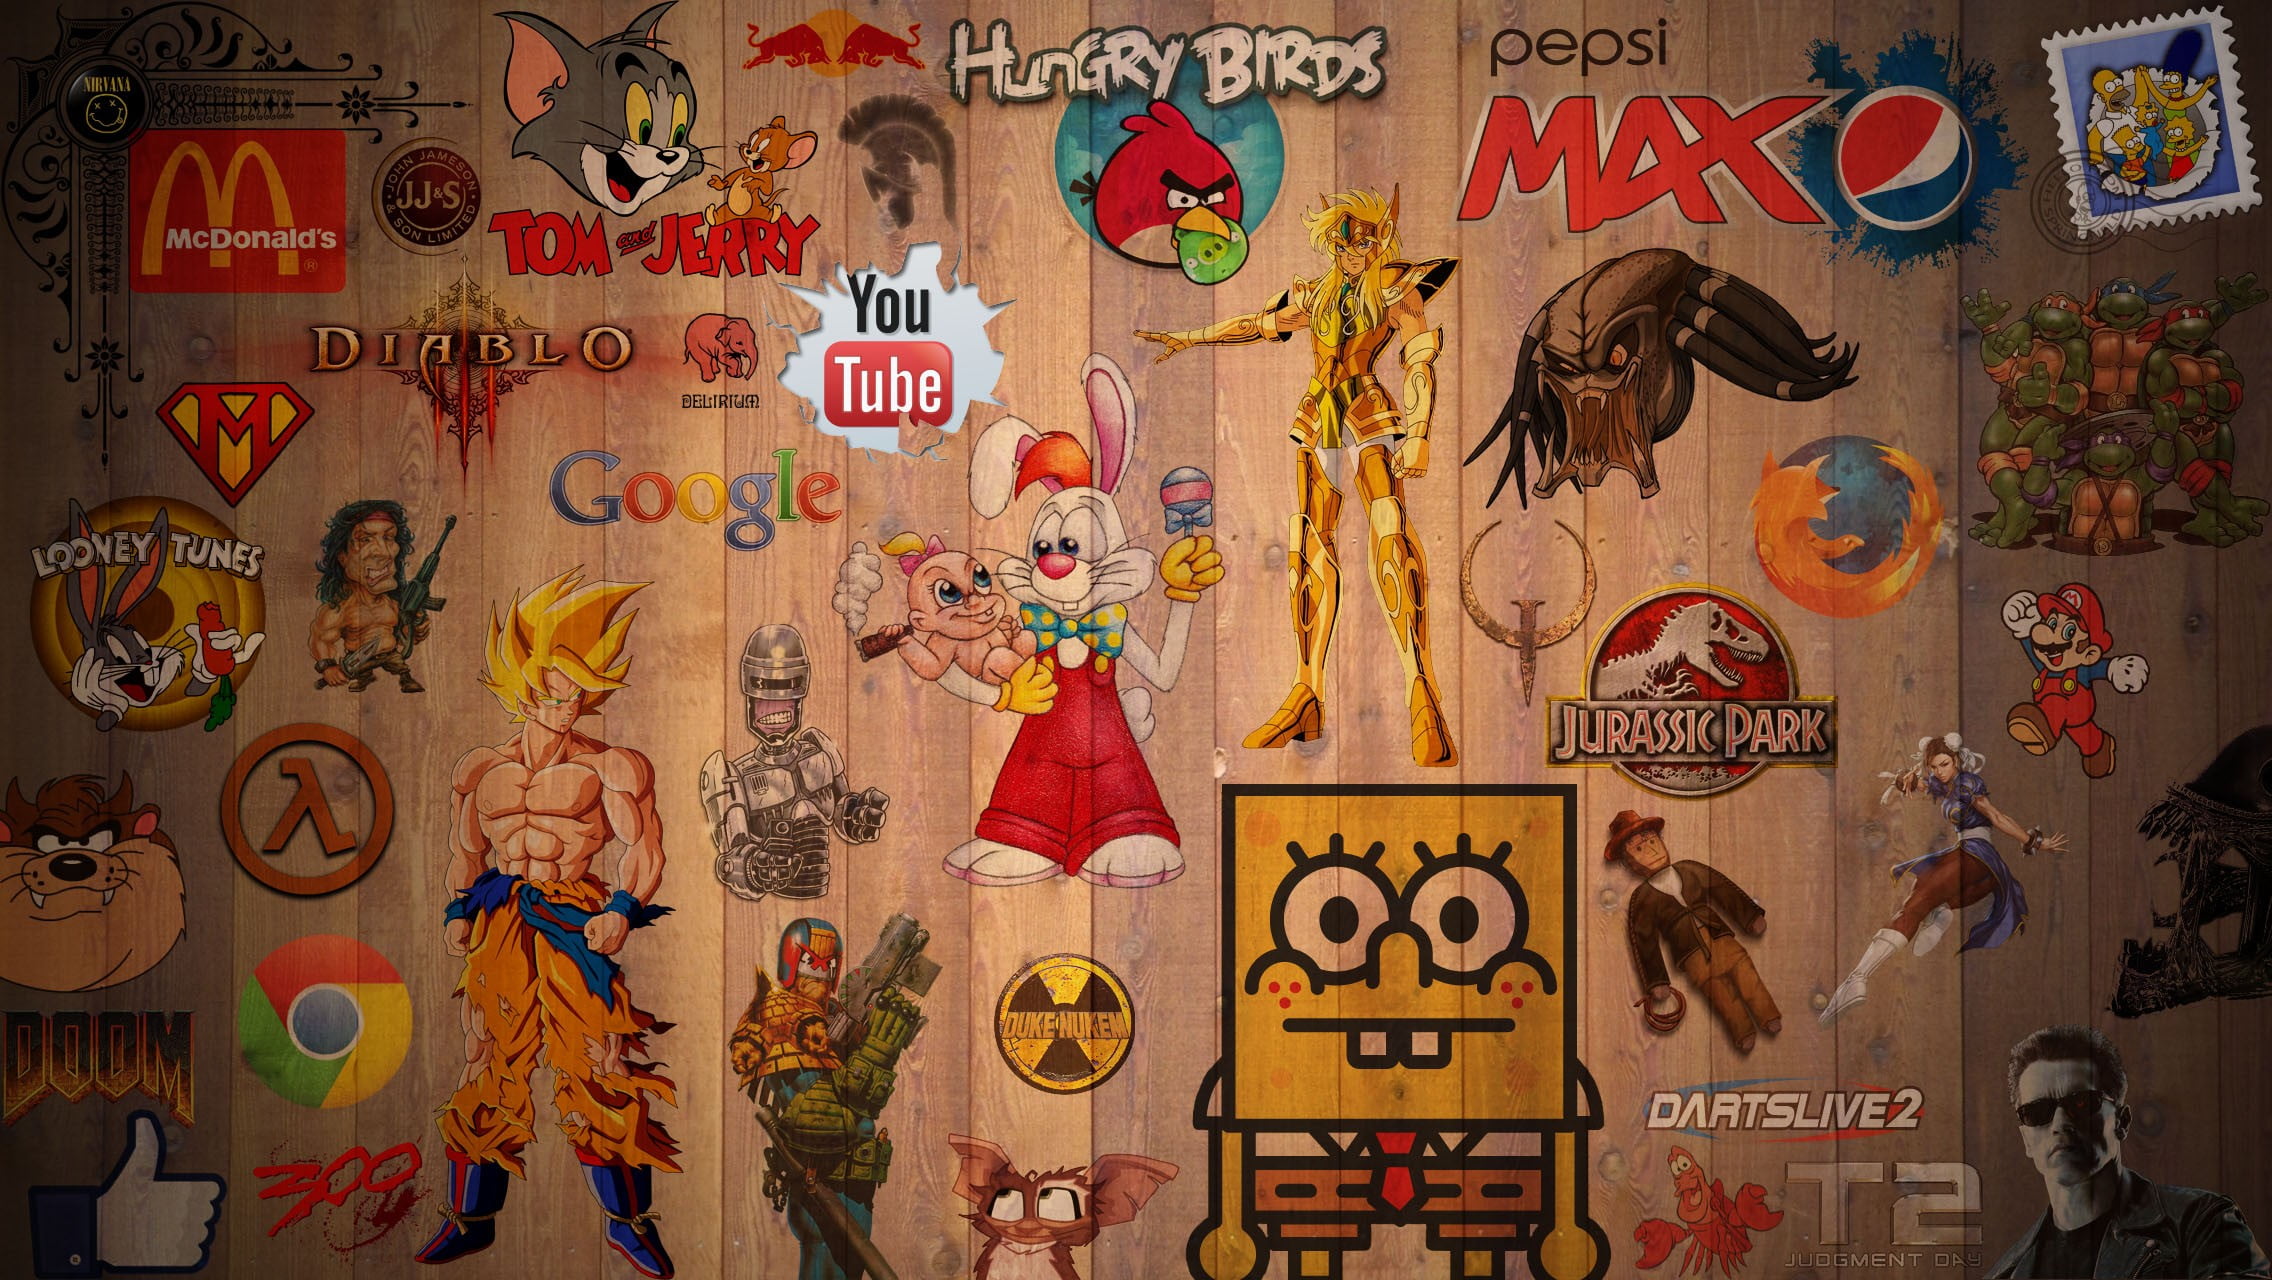 NIRVANA
McDonald's
®
JOHN JAMESON
JJ&S
& SON LIMITED
TOM and JERRY
HUNGRY BIRDS
pepsi
MAX
DIABLO
DELIRIUM
You
Tube
M
Google
LOONEY TUNES
JURASSIC PARK
M
λ
DOOM
DUKE NUKEM
300
DARTSLIVE2
T2
JUDGMENT DAY